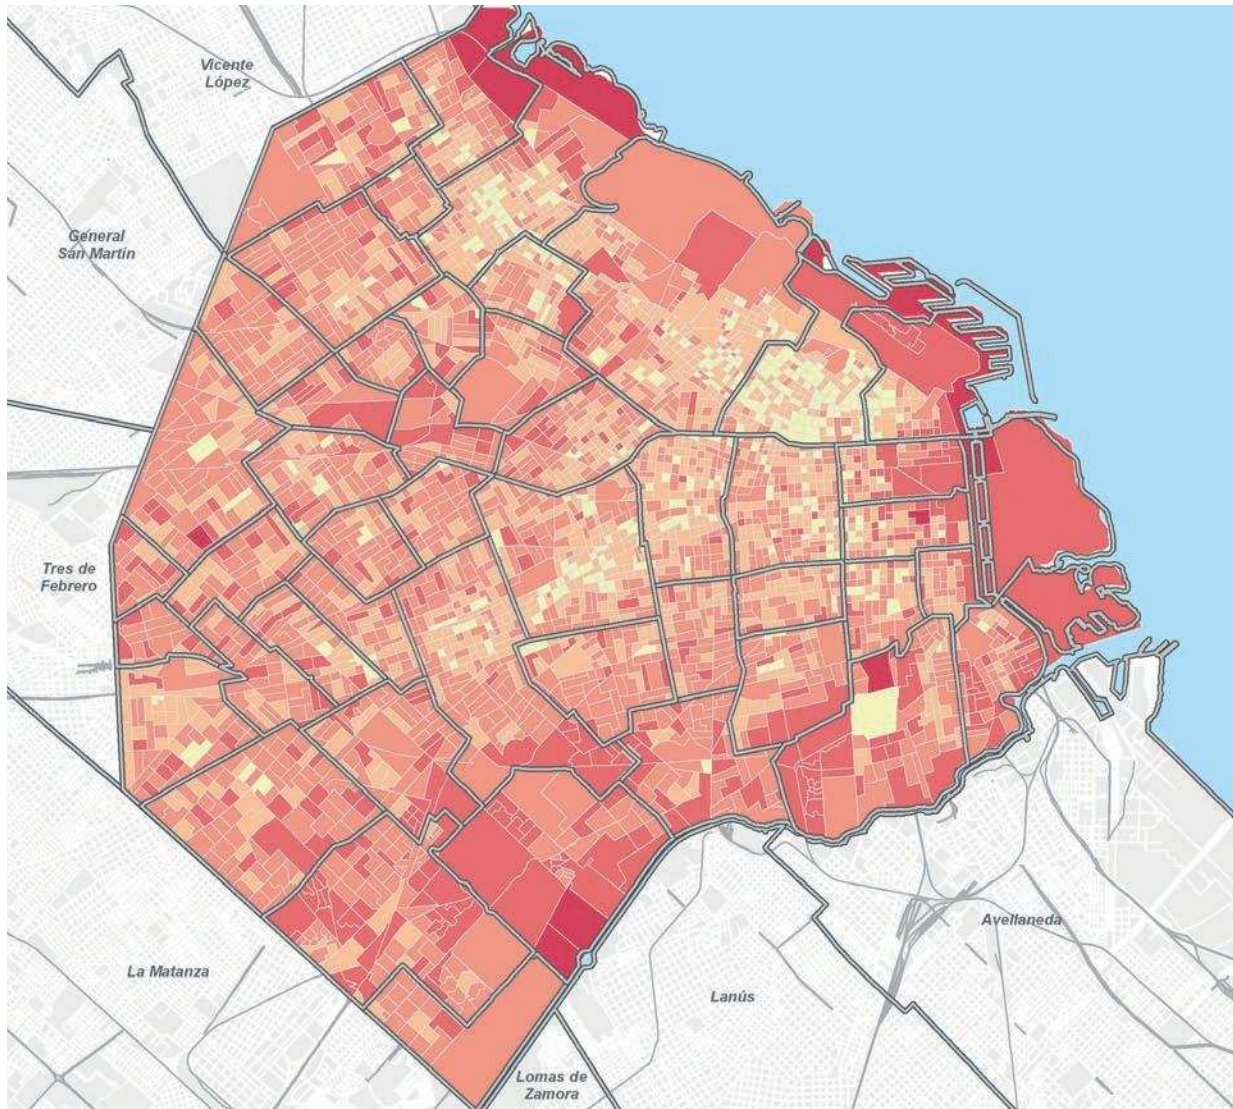 Vicente
López
General
San Martín
Tres de
Febrero
La Matanza
Lanús
Avellaneda
Lomas de
Zamora